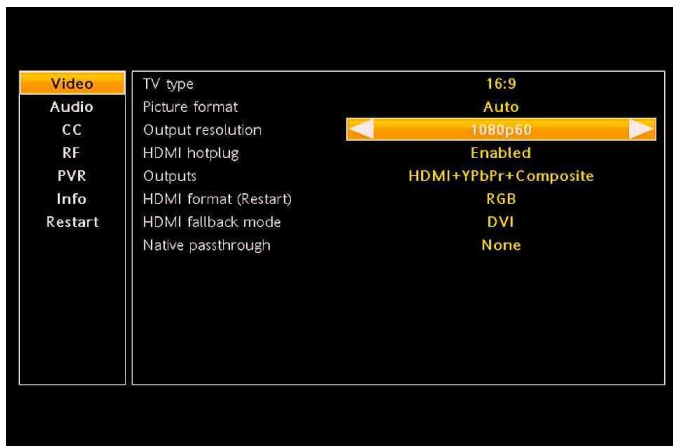 Video TV type 16:9
Audio Picture format Auto
CC Output resolution 1080p60
RF HDMI hotplug Enabled
PVR Outputs HDMI+YPbPr+Composite
Info HDMI format (Restart) RGB
Restart HDMI fallback mode DVI
Native passthrough None